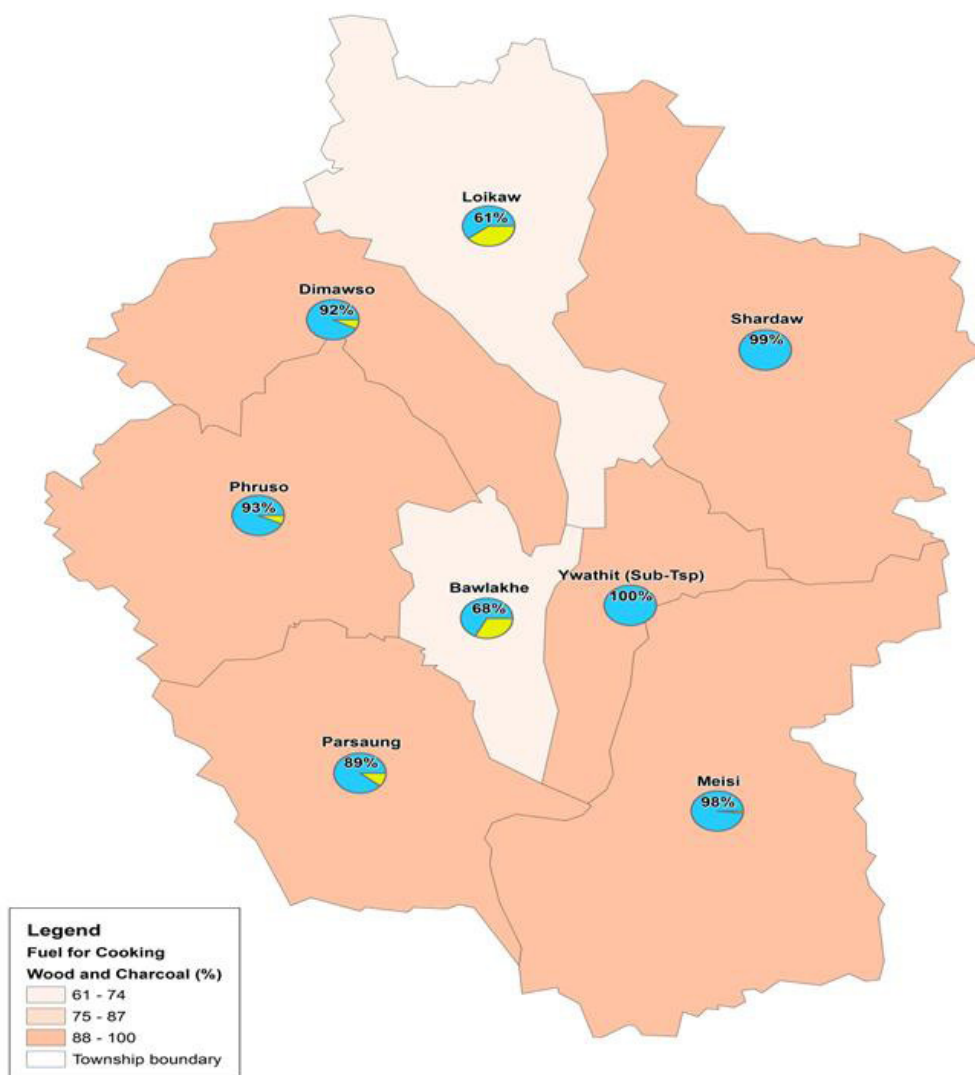 Loikaw
61%
Dimawso
92%
Shardaw
99%
Phruso
93%
Bawlakhe
68%
Ywathit (Sub-Tsp)
100%
Parsaung
89%
Meisi
98%
Legend
Fuel for Cooking
Wood and Charcoal (%)
61 - 74
75 - 87
88 - 100
Township boundary